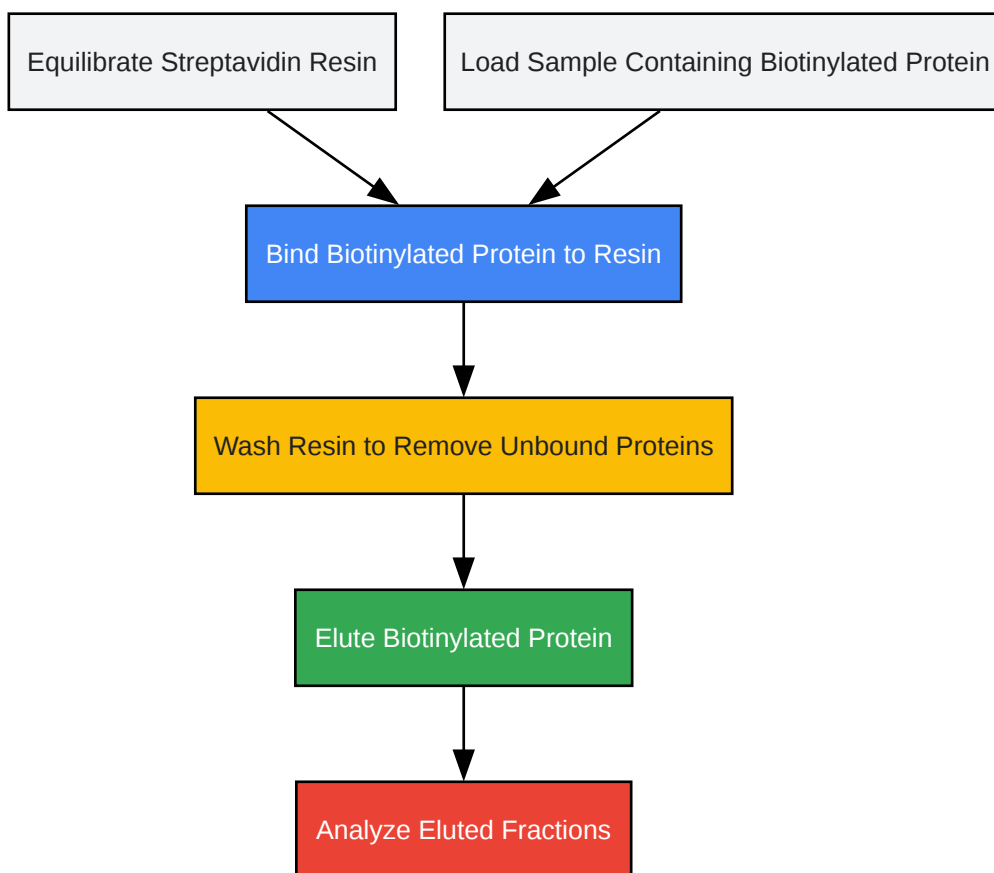 Equilibrate Streptavidin Resin
Load Sample Containing Biotinylated Protein
Bind Biotinylated Protein to Resin
Wash Resin to Remove Unbound Proteins
Elute Biotinylated Protein
Analyze Eluted Fractions